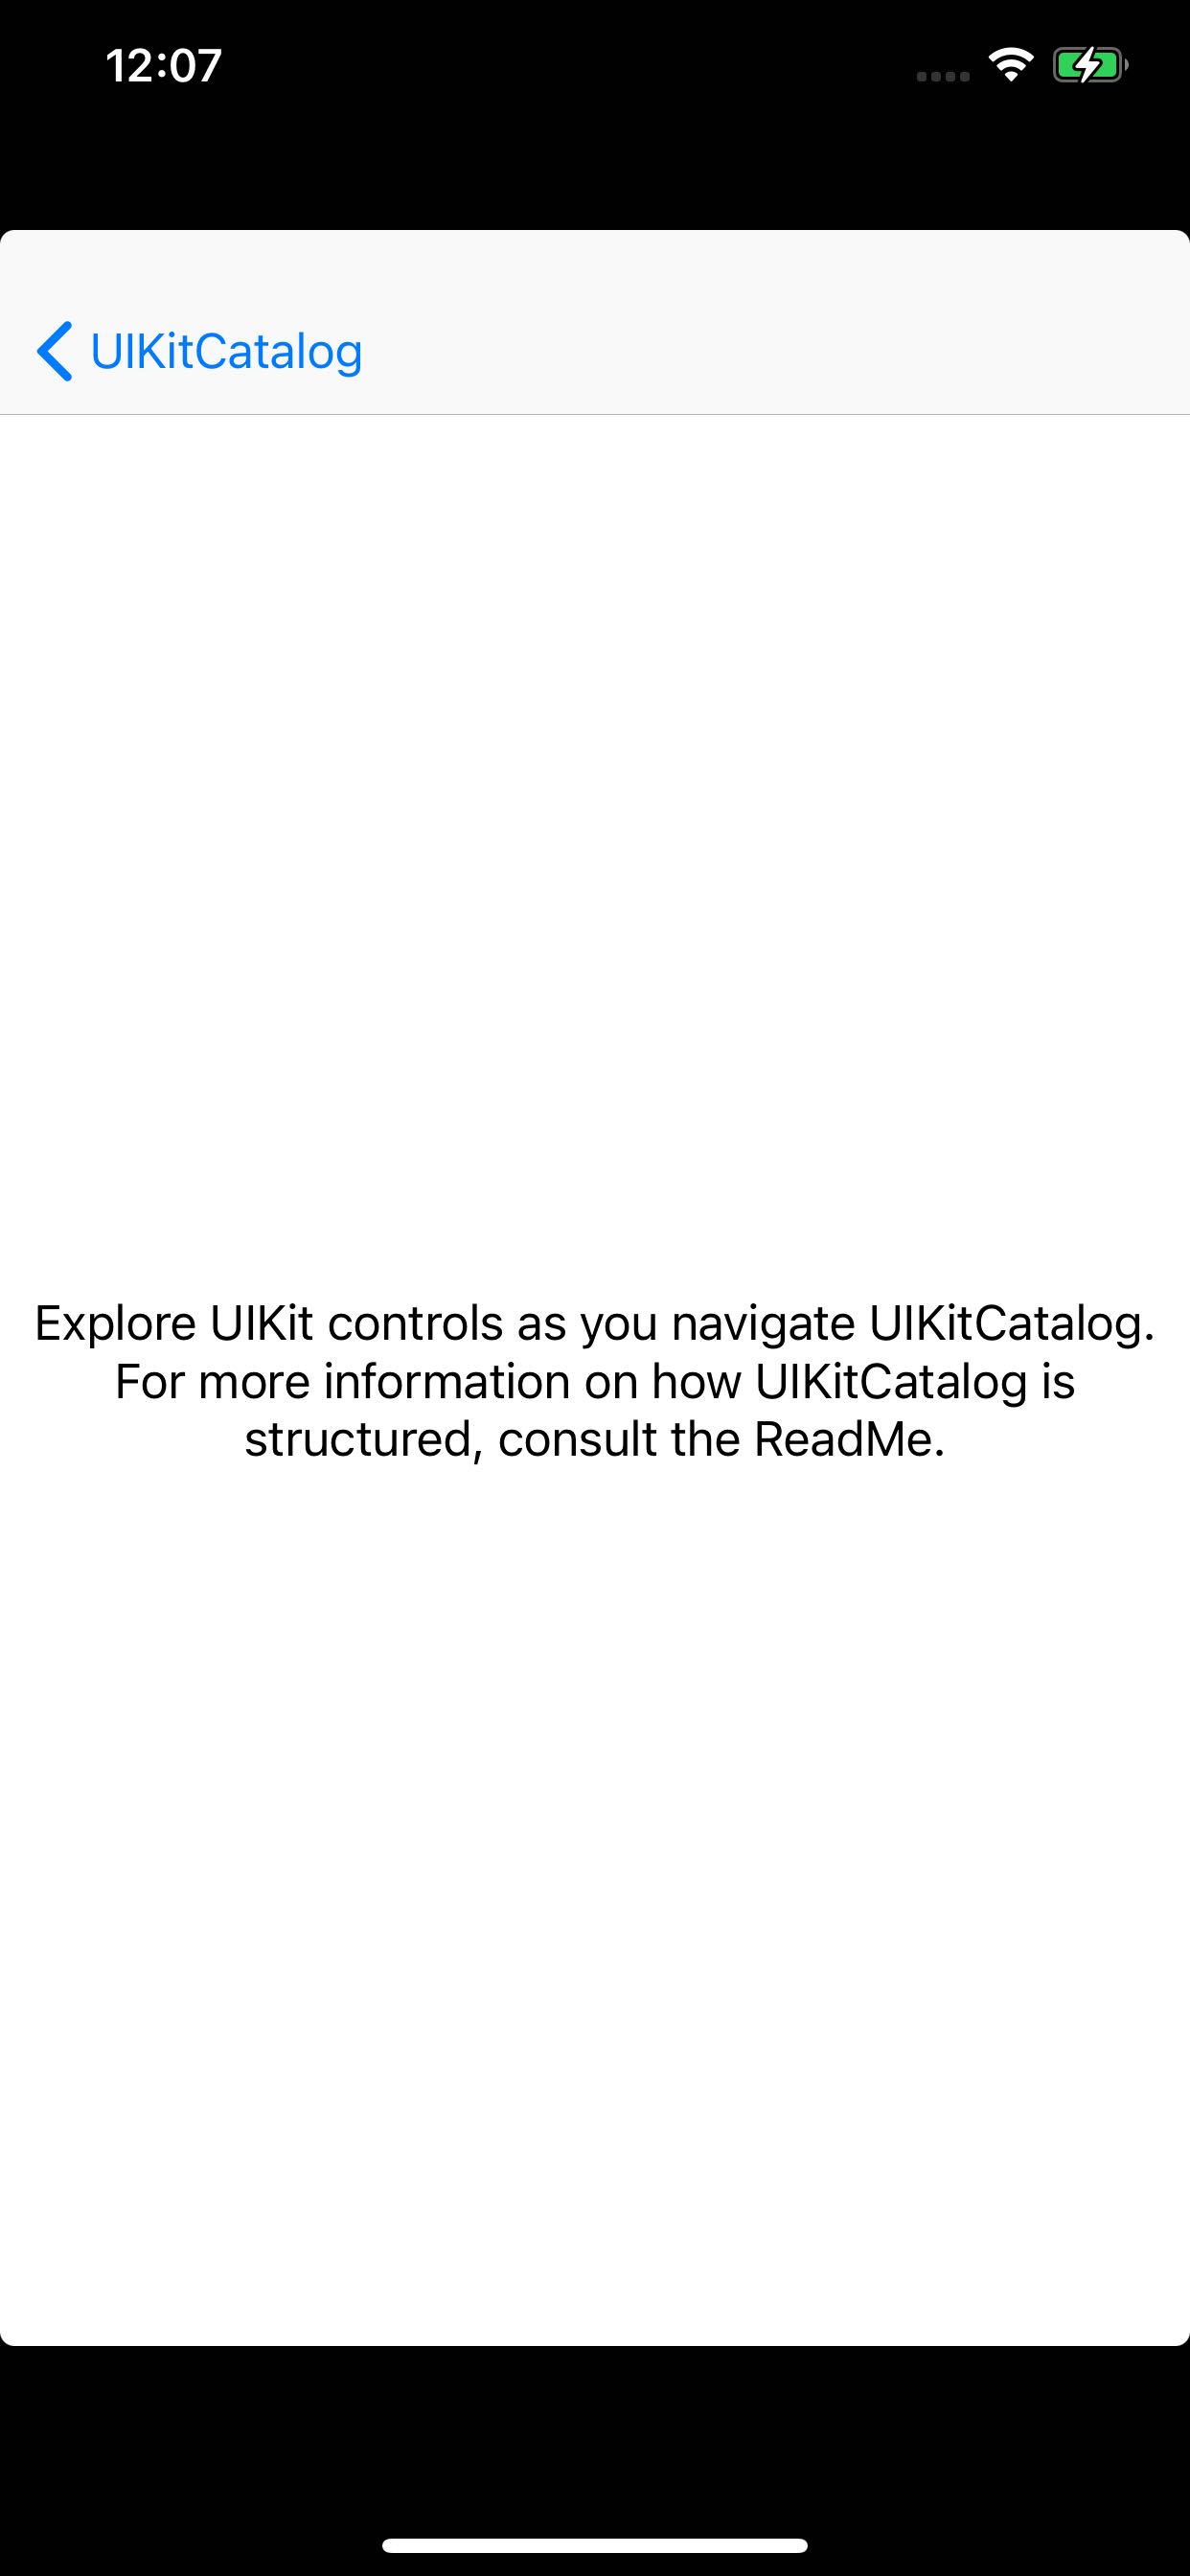 12:07
UIKitCatalog
Explore UIKit controls as you navigate UIKitCatalog.
For more information on how UIKitCatalog is
structured, consult the ReadMe.